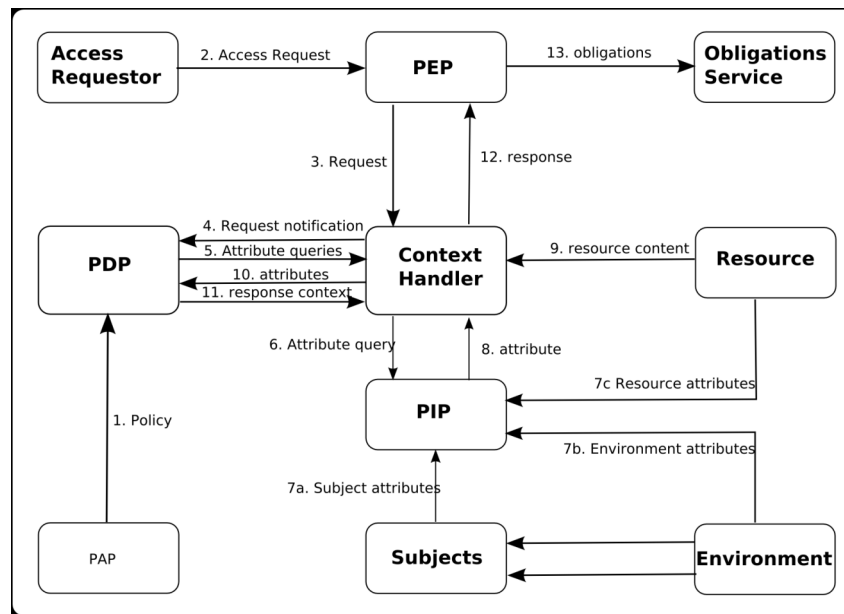 Access
Requestor
2. Access Request
PEP
13. obligations
Obligations
Service
3. Request
12. response
4. Request notification
PDP
5. Attribute queries
10. attributes
11. response context
Context
Handler
9. resource content
Resource
6. Attribute query
8. attribute
7c Resource attributes
PIP
1. Policy
7b. Environment attributes
7a. Subject attributes
PAP
Subjects
Environment